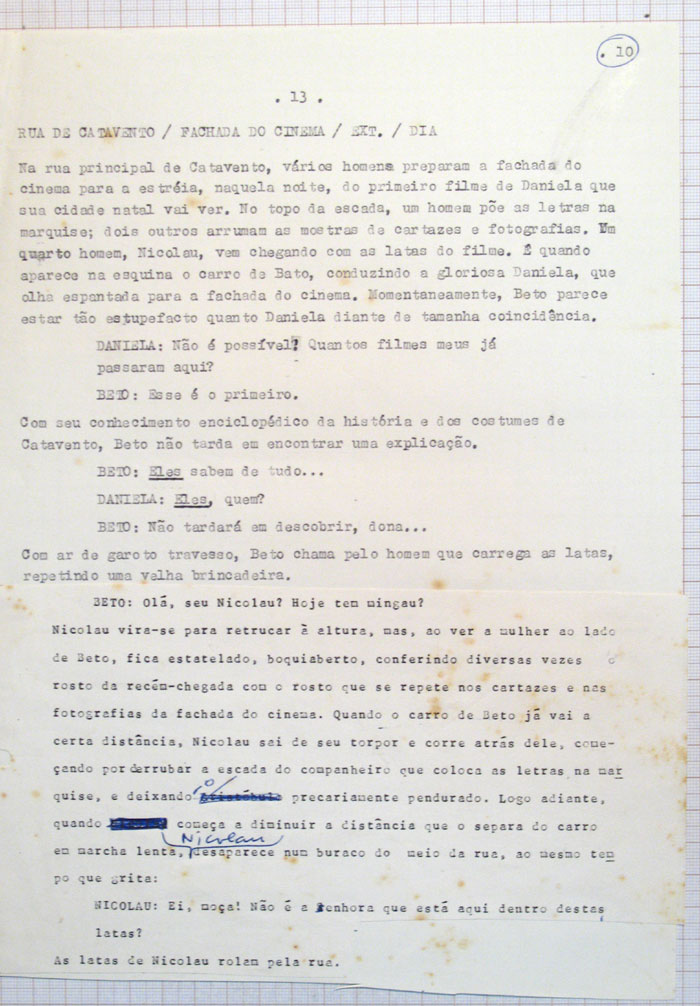 . 10
. 13 .
RUA DE CATAVENTO / FACHADA DO CINEMA / EXT. / DIA
Na rua principal de Catavento, vários homens preparam a fachada do
cinema para a estréia, naquela noite, do primeiro filme de Daniela que
sua cidade natal vai ver. No topo da escada, um homem põe as letras na
marquise; dois outros arrumam as mostras de cartazes e fotografias. Um
quarto homem, Nicolau, vem chegando com as latas do filme. É quando
aparece na esquina o carro de Bato, conduzindo a gloriosa Daniela, que
olha espantada para a fachada do cinema. Momentaneamente, Beto parece
estar tão estupefacto quanto Daniela diante de tamanha coincidência.
DANIELA: Não é possível! Quantos filmes meus já
passaram aqui?
BETO: Esse é o primeiro.
Com seu conhecimento enciclopédico da história e dos costumes de
Catavento, Beto não tarda em encontrar uma explicação.
BETO: Eles sabem de tudo...
DANIELA: Eles, quem?
BETO: Não tardará em descobrir, dona...
Com ar de garoto travesso, Beto chama pelo homem que carrega as latas,
repetindo uma velha brincadeira.
BETO: Olá, seu Nicolau? Hoje tem mingau?
Nicolau vira-se para retrucar à altura, mas, ao ver a mulher ao lado
de Beto, fica estatelado, boquiaberto, conferindo diversas vezes o
rosto da recém-chegada com o rosto que se repete nos cartazes e nas
fotografias da fachada do cinema. Quando o carro de Beto já vai a
certa distância, Nicolau sai de seu torpor e corre atrás dele, come-
çando por derrubar a escada do companheiro que coloca as letras na mar
quise, e deixando-o precariamente pendurado. Logo adiante,
quando começa a diminuir a distância que o separa do carro
em marcha lenta, Nicolau desaparece num buraco do meio da rua, ao mesmo tem
po que grita:
NICOLAU: Ei, moça! Não é a senhora que está aqui dentro destas
latas?
As latas de Nicolau rolam pela rua.